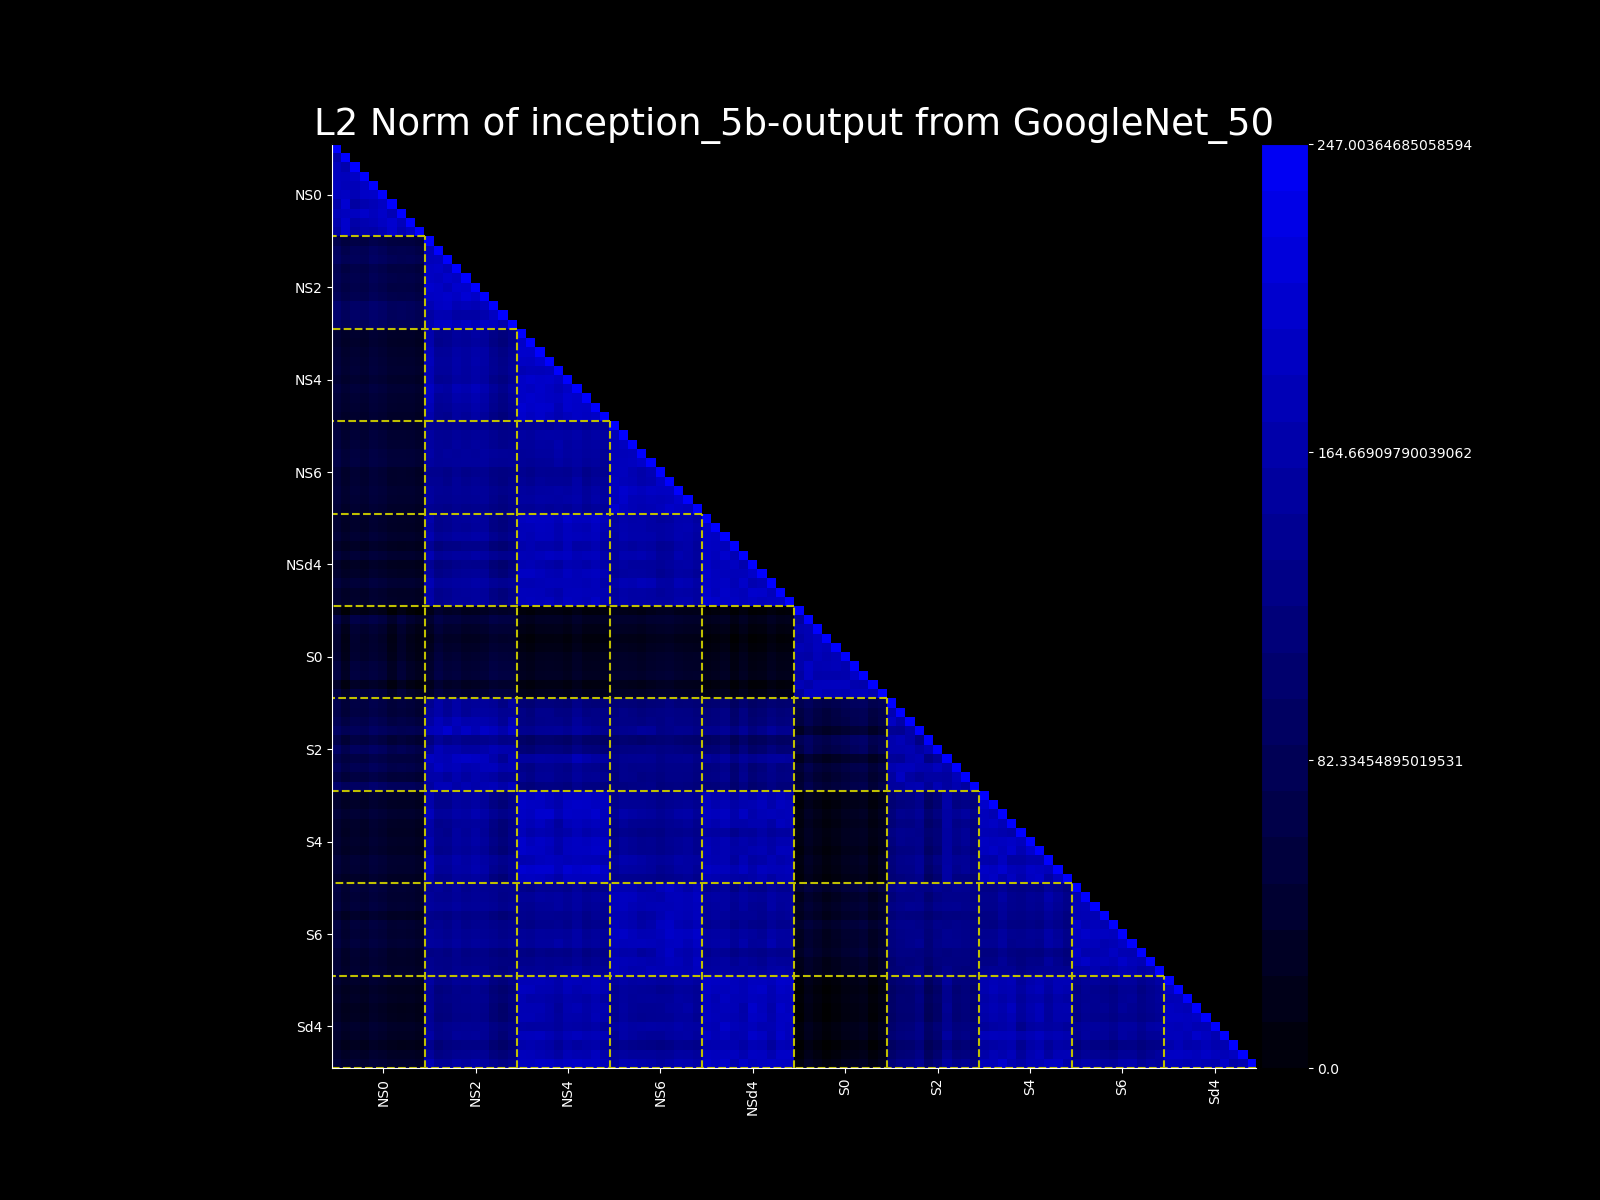 L2 Norm of inception_5b-output from GoogleNet_50
247.00364685058594
164.66909790039062
82.33454895019531
0.0
NS0
NS2
NS4
NS6
NSd4
S0
S2
S4
S6
Sd4
NS0
NS2
NS4
NS6
NSd4
S0
S2
S4
S6
Sd4